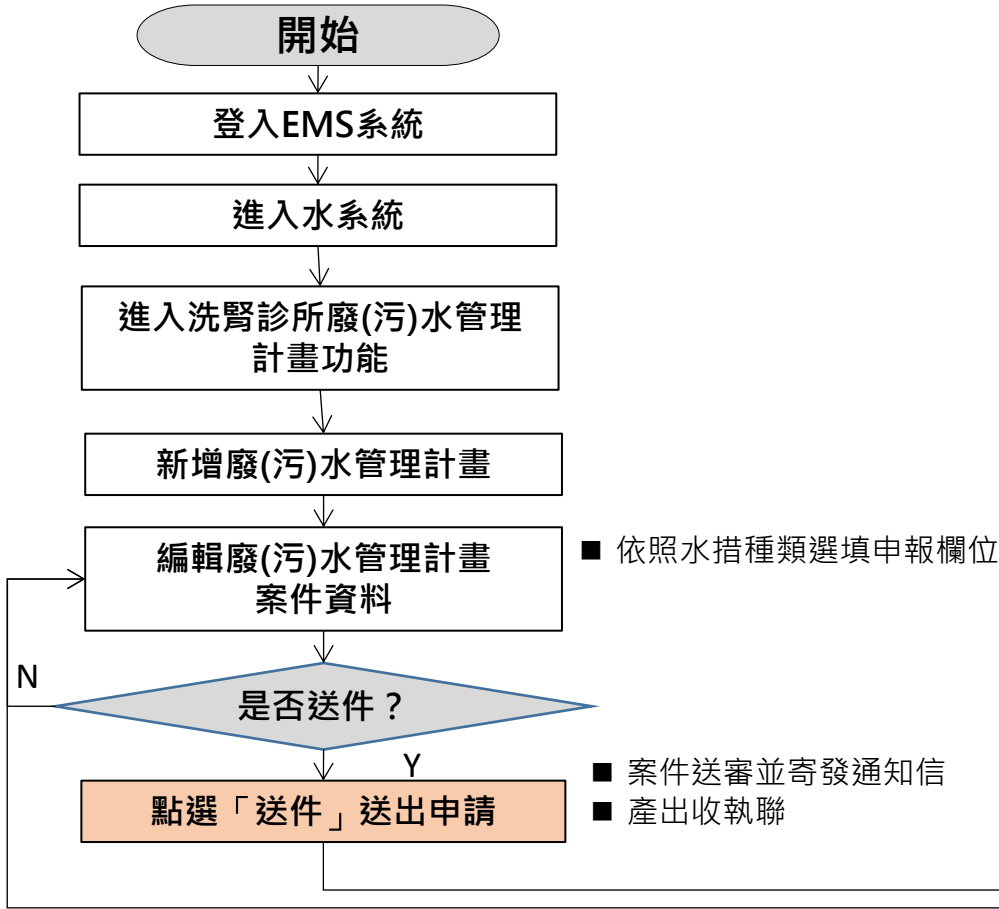 開始
登入EMS系統
進入水系統
進入洗腎診所廢(污)水管理
計畫功能
新增廢(污)水管理計畫
編輯廢(污)水管理計畫
案件資料
■ 依照水措種類選填申報欄位
N
是否送件？
Y
點選「送件」送出申請
■ 案件送審並寄發通知信
■ 產出收執聯